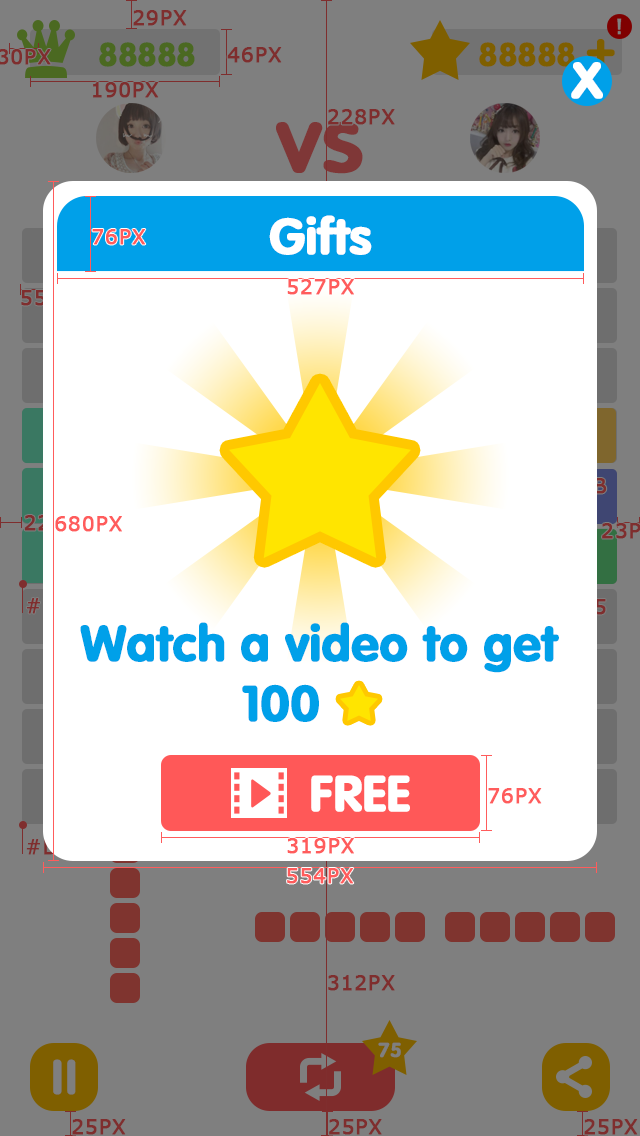 29PX
!
30PX
88888
46PX
88888
190PX
X
228PX
VS
76PX
Gifts
527PX
55
3
22
680PX
23P
#
5
Watch a video to get
100
FREE
76PX
#
319PX
554PX
312PX
75
25PX
25PX
25PX